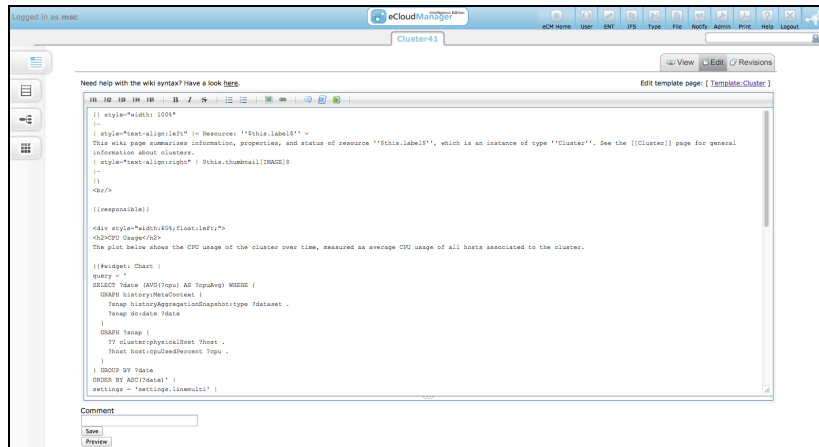 Logged in as msc
eCloudManager Intelligence Edition
eCM Home User ENT IFS Type File Notify Admin Print Help Logout
Cluster41
View Edit Revisions
Need help with the wiki syntax? Have a look here.
Edit template page: [ Template:Cluster ]
H1 H2 H3 H4 H5 B I S
{| style="width: 100%"
|-
| style="text-align:left" |= Resource: ''$this.label$'' =
This wiki page summarizes information, properties, and status of resource ''$this.label$'', which is an instance of type ''Cluster''. See the [[Cluster]] page for general
information about clusters.
| style="text-align:right" | $this.thumbnail[IMAGE]$
|-
|}
<br/>
{{responsible}}
<div style="width:65%;float:left;">
<h2>CPU Usage</h2>
The plot below shows the CPU usage of the cluster over time, measured as average CPU usage of all hosts associated to the cluster.
{{#widget: Chart |
query = '
SELECT ?date (AVG(?cpu) AS ?cpuAvg) WHERE {
GRAPH history:MetaContext {
?snap historyAggregationSnapshot:type ?dataset .
?snap dc:date ?date
}
GRAPH ?snap {
?? cluster:physicalHost ?host .
?host host:cpuUsedPercent ?cpu .
}
} GROUP BY ?date
ORDER BY ASC(?date)' |
settings = 'settings.linemulti' |
Comment
Save
Preview